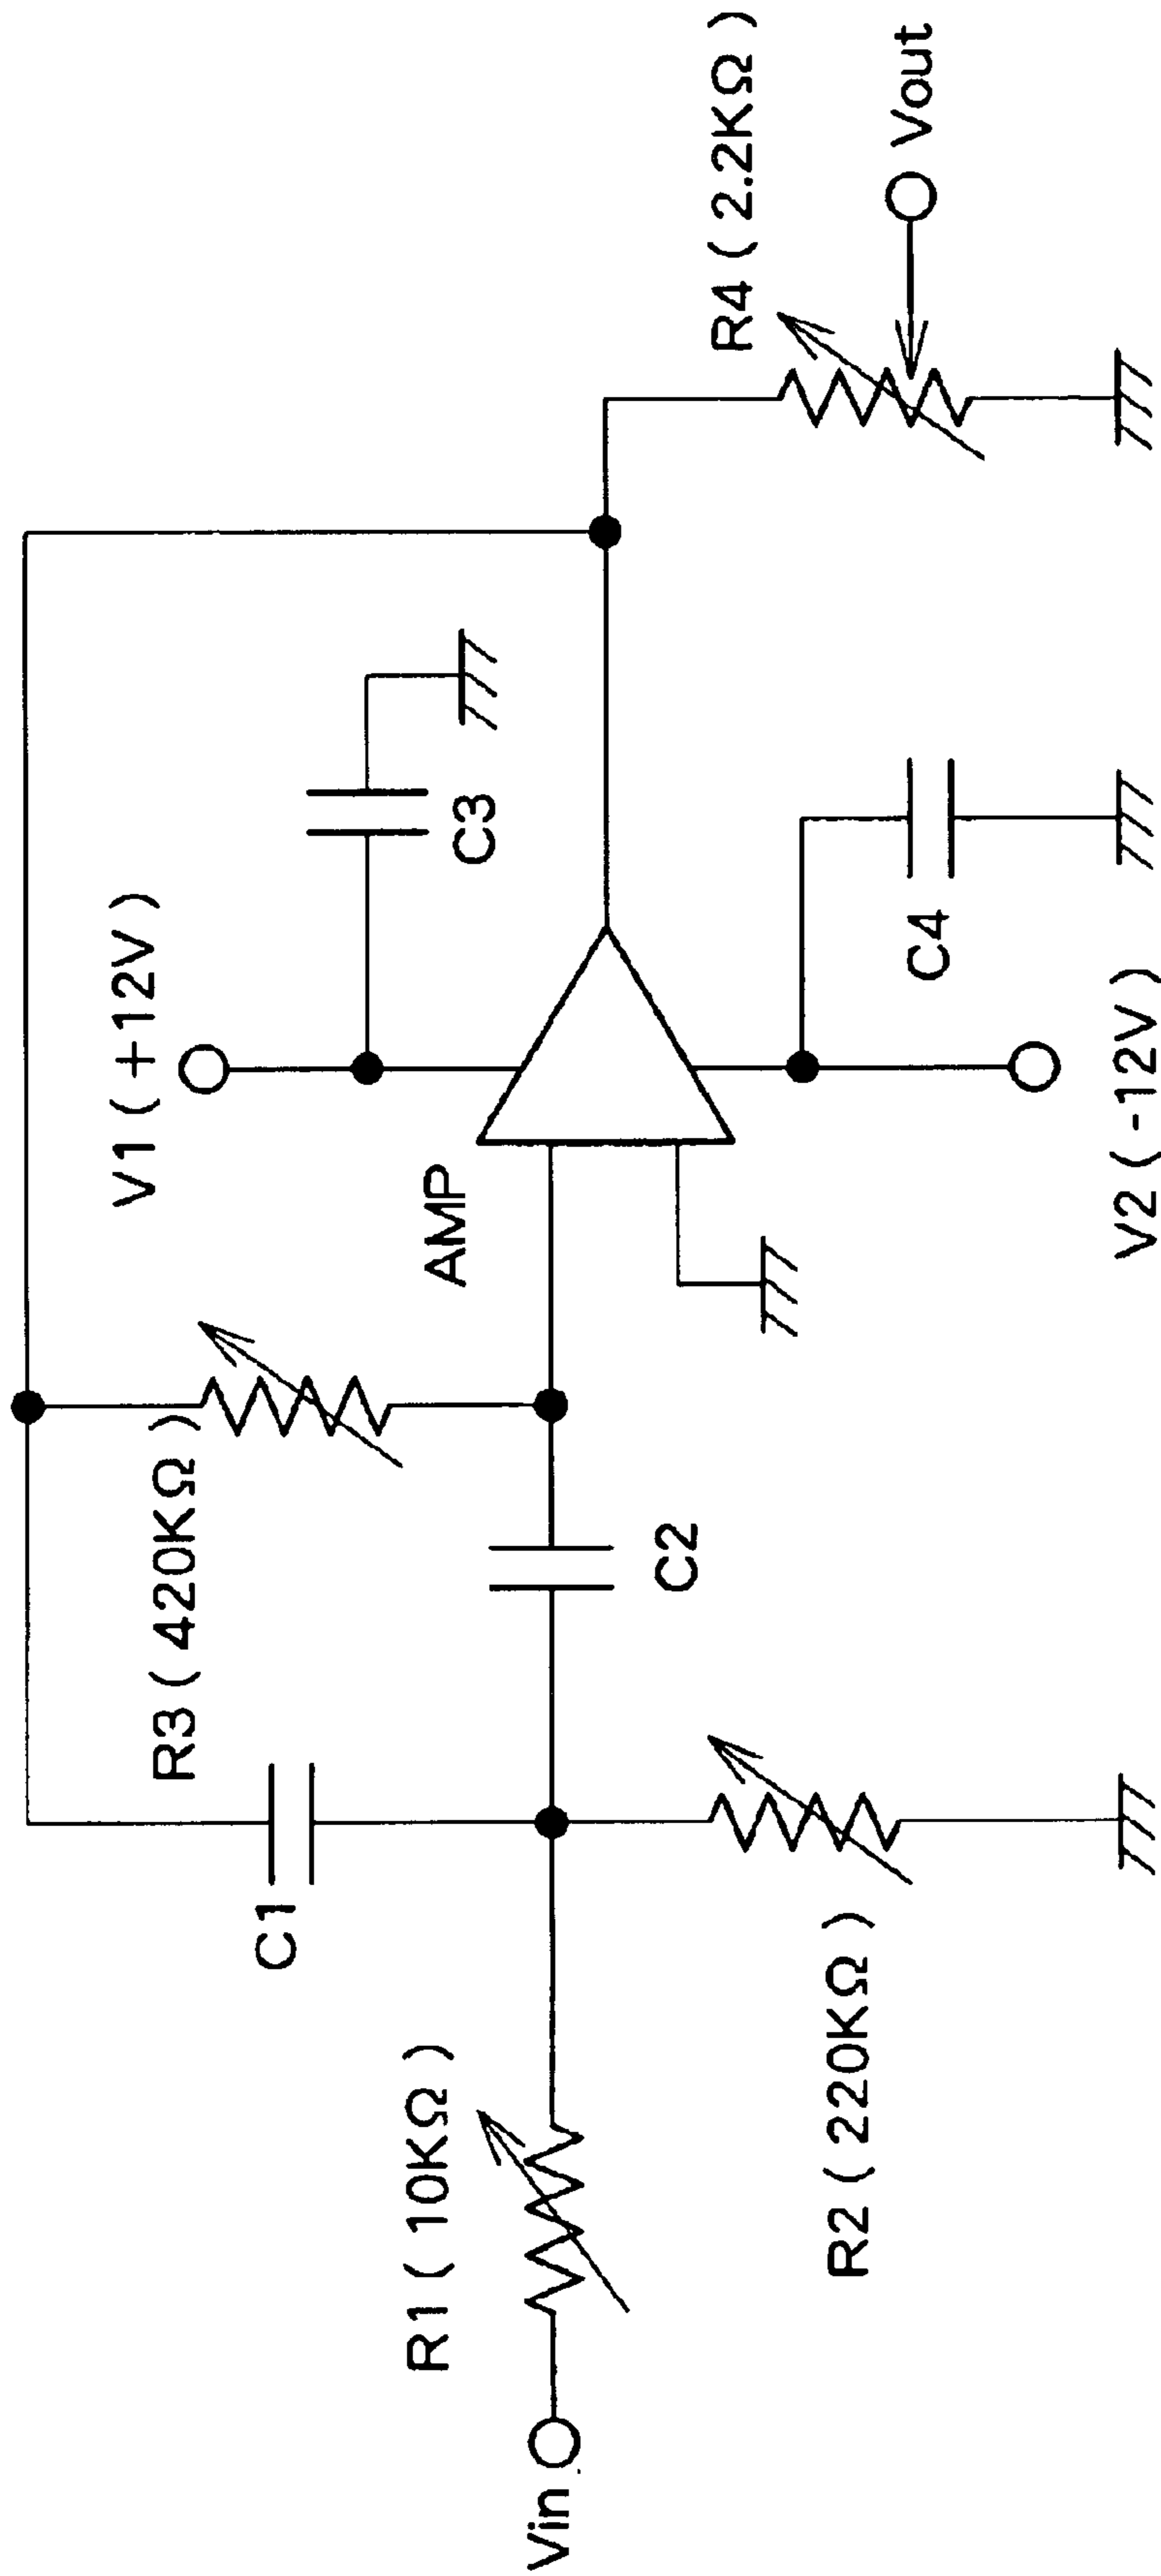 V1 ( +12V )
R3 ( 420KΩ )
C1
AMP
C3
R1 ( 10KΩ )
C2
R4 ( 2.2KΩ )
Vin
Vout
R2 ( 220KΩ )
C4
V2 ( -12V )